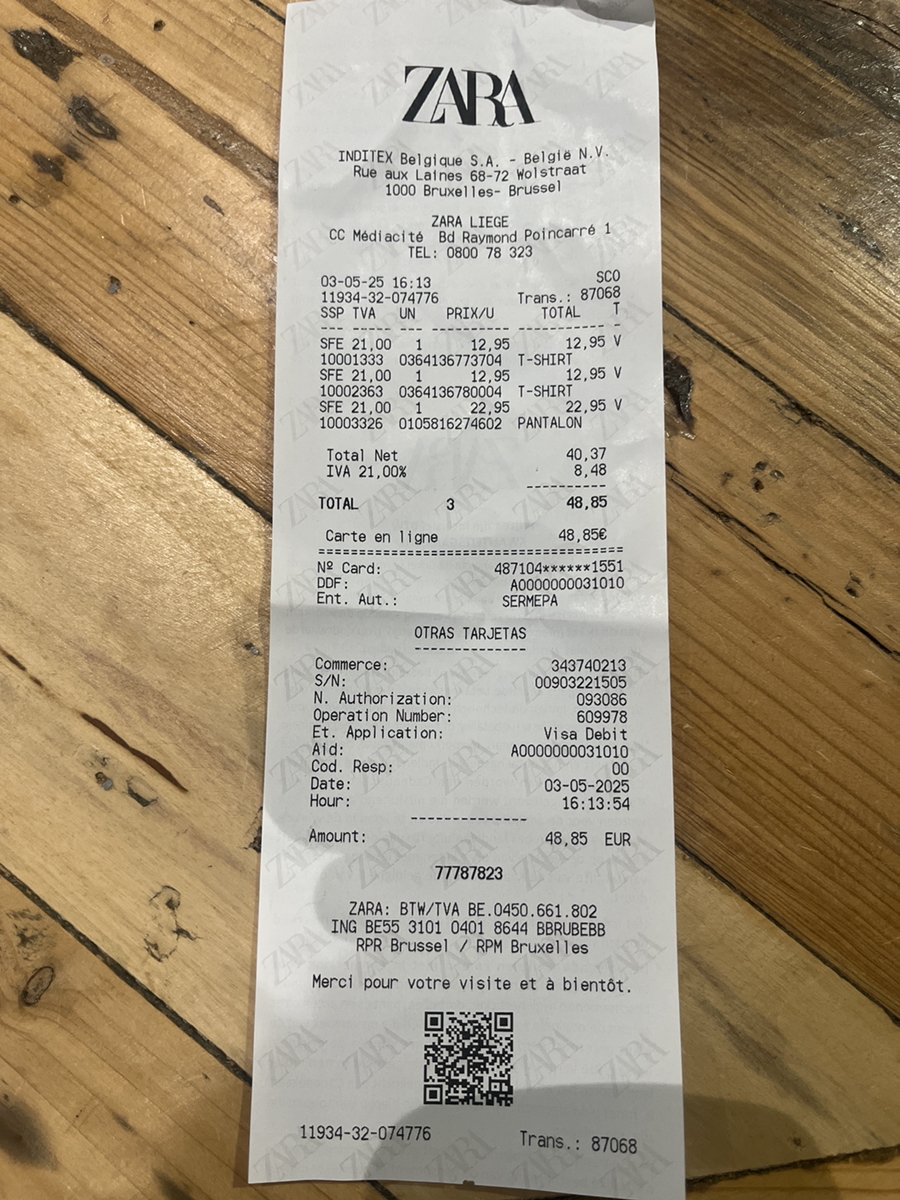 ZARA
INDITEX Belgique S.A. - België N.V.
Rue aux Laines 68-72 Wolstraat
1000 Bruxelles- Brussel
ZARA LIEGE
CC Médiacité Bd Raymond Poincarré 1
TEL: 0800 78 323
03-05-25 16:13 SCO
11934-32-074776 Trans.: 87068
SSP TVA UN PRIX/U TOTAL T
--- ----- ------ ---------- ----------- -
SFE 21,00 1 12,95 12,95 V
10001333 0364136773704 T-SHIRT
SFE 21,00 1 12,95 12,95 V
10002363 0364136780004 T-SHIRT
SFE 21,00 1 22,95 22,95 V
10003326 0105816274602 PANTALON
Total Net 40,37
IVA 21,00% 8,48
----------
TOTAL 3 48,85
Carte en ligne 48,85€
======================================
Nº Card: 487104******1551
DDF: A0000000031010
Ent. Aut.: SERMEPA
OTRAS TARJETAS
--------------
Commerce: 343740213
S/N: 00903221505
N. Authorization: 093086
Operation Number: 609978
Et. Application: Visa Debit
Aid: A0000000031010
Cod. Resp: 00
Date: 03-05-2025
Hour: 16:13:54
--------------
Amount: 48,85 EUR
77787823
ZARA: BTW/TVA BE.0450.661.802
ING BE55 3101 0401 8644 BBRUBEBB
RPR Brussel / RPM Bruxelles
Merci pour votre visite et à bientôt.
11934-32-074776 Trans.: 87068